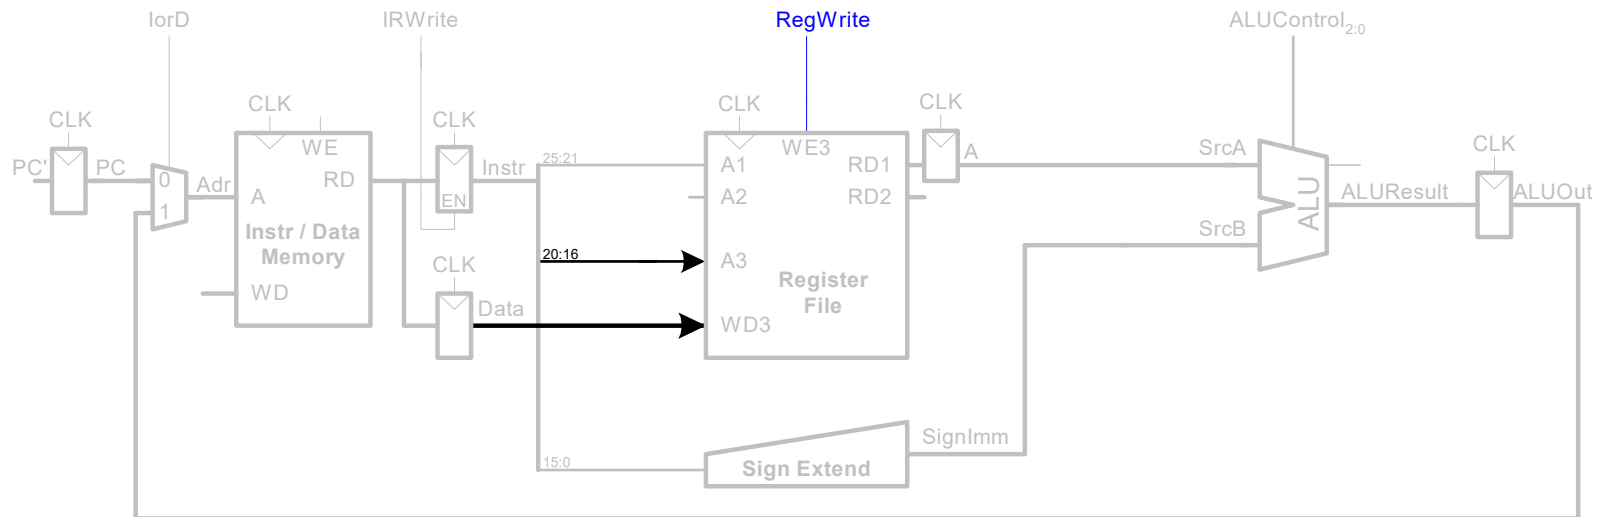 IorD
IRWrite
RegWrite
ALUControl2:0
CLK
CLK
CLK
CLK
CLK
CLK
PC'
PC
0
1
Adr
WE
RD
A
Instr / Data
Memory
WD
EN
Instr
CLK
Data
25:21
20:16
15:0
A1
A2
A3
WD3
WE3
RD1
RD2
Register
File
A
SrcA
SrcB
ALU
ALUResult
ALUOut
SignImm
Sign Extend